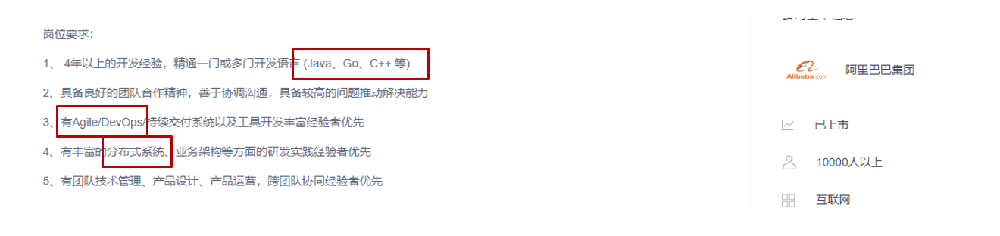 岗位要求：
1、 4年以上的开发经验，精通一门或多门开发语言 (Java、Go、C++ 等)
2、具备良好的团队合作精神，善于协调沟通，具备较高的问题推动解决能力
3、有Agile/DevOps/持续交付系统以及工具开发丰富经验者优先
4、有丰富的分布式系统、业务架构等方面的研发实践经验者优先
5、有团队技术管理、产品设计、产品运营，跨团队协同经验者优先
Alibaba.com
阿里巴巴集团
已上市
10000人以上
互联网